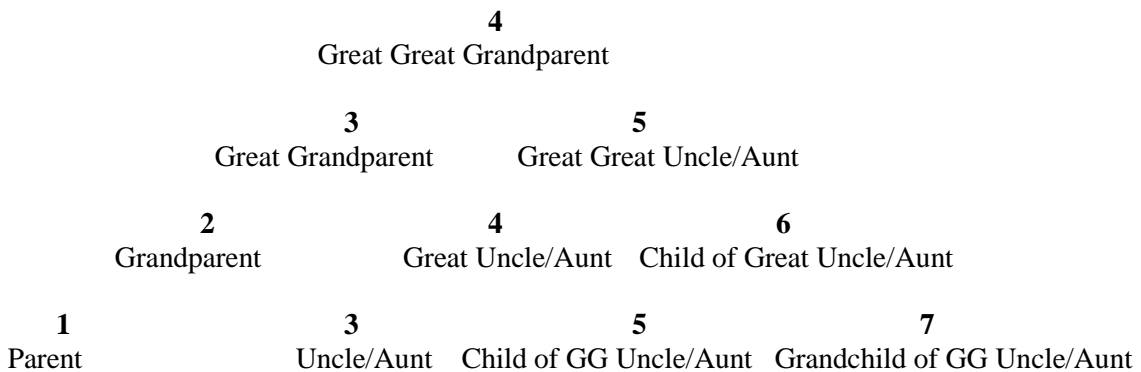 4
Great Great Grandparent
3 5
Great Grandparent Great Great Uncle/Aunt
2 4 6
Grandparent Great Uncle/Aunt Child of Great Uncle/Aunt
1 3 5 7
Parent Uncle/Aunt Child of GG Uncle/Aunt Grandchild of GG Uncle/Aunt